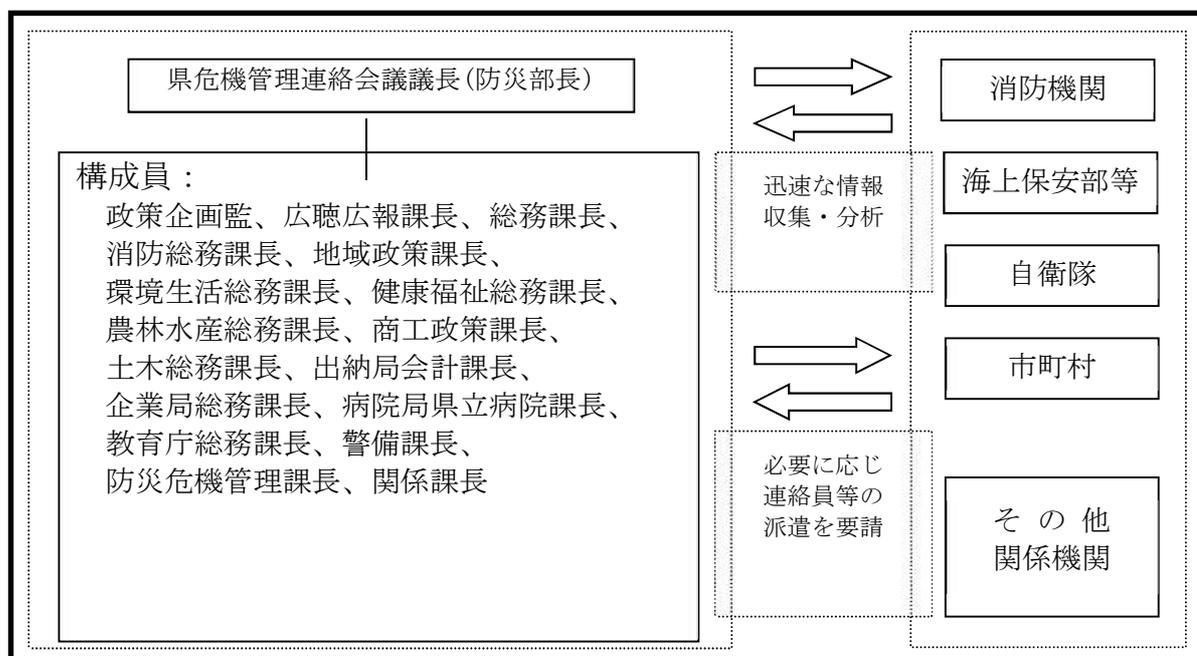 県危機管理連絡会議議長(防災部長)
構成員：
政策企画監、広聴広報課長、総務課長、
消防総務課長、地域政策課長、
環境生活総務課長、健康福祉総務課長、
農林水産総務課長、商工政策課長、
土木総務課長、出納局会計課長、
企業局総務課長、病院局県立病院課長、
教育庁総務課長、警備課長、
防災危機管理課長、関係課長
迅速な情報
収集・分析
必要に応じ
連絡員等の
派遣を要請
消防機関
海上保安部等
自衛隊
市町村
そ の 他
関係機関